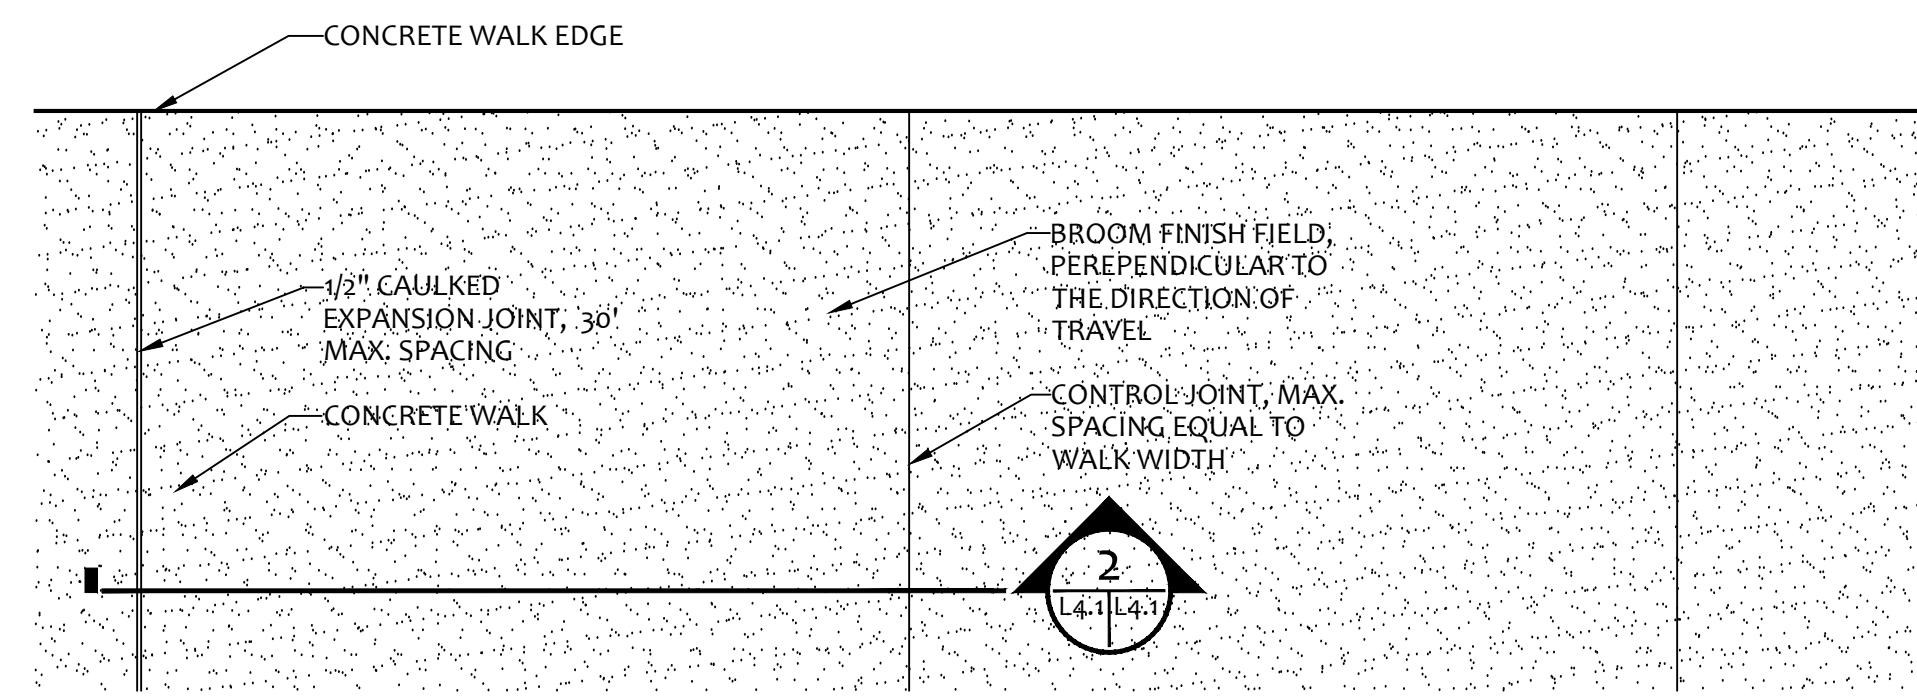 CONCRETE WALK EDGE
1/2" CAULKED
EXPANSION JOINT, 30'
MAX. SPACING
CONCRETE WALK
BROOM FINISH FIELD,
PEREPENDICULAR TO
THE DIRECTION OF
TRAVEL
CONTROL JOINT, MAX.
SPACING EQUAL TO
WALK WIDTH
2
L4.1 L4.1